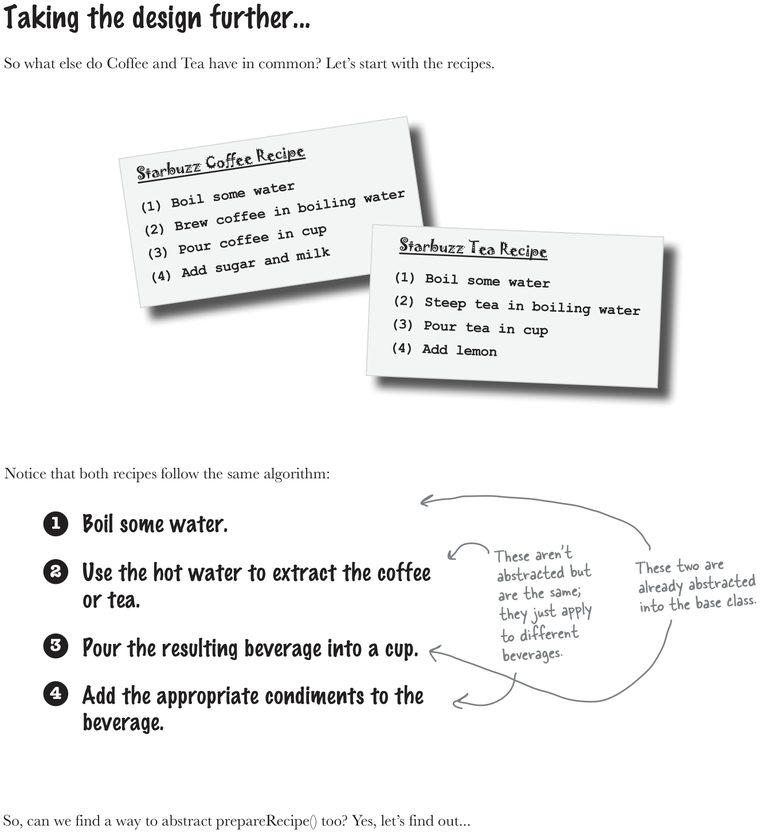 Taking the design further...
So what else do Coffee and Tea have in common? Let’s start with the recipes.
Starbuzz Coffee Recipe
(1) Boil some water
(2) Brew coffee in boiling water
(3) Pour coffee in cup
(4) Add sugar and milk
Starbuzz Tea Recipe
(1) Boil some water
(2) Steep tea in boiling water
(3) Pour tea in cup
(4) Add lemon
Notice that both recipes follow the same algorithm:
1 Boil some water.
2 Use the hot water to extract the coffee
or tea.
3 Pour the resulting beverage into a cup.
4 Add the appropriate condiments to the
beverage.
These aren’t
abstracted but
are the same;
they just apply
to different
beverages.
These two are
already abstracted
into the base class.
So, can we find a way to abstract prepareRecipe() too? Yes, let’s find out...